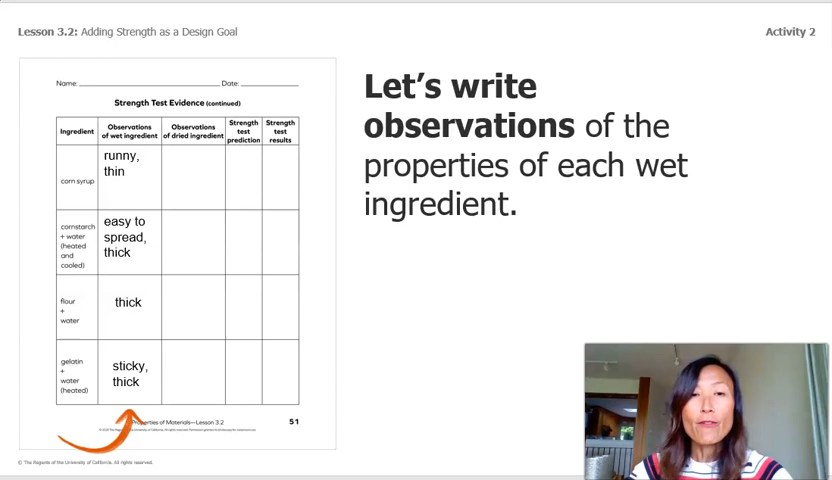 Lesson 3.2: Adding Strength as a Design Goal
Activity 2
Name: Date:
Strength Test Evidence (continued)
Ingredient
Observations
of wet ingredient
Observations
of dried ingredient
Strength
test
prediction
Strength
test
results
corn syrup
runny,
thin
cornstarch
+ water
(heated
and
cooled)
easy to
spread,
thick
flour
+
water
thick
gelatin
+
water
(heated)
sticky,
thick
Properties of Materials—Lesson 3.2
51
Let's write
observations of the
properties of each wet
ingredient.
© The Regents of the University of California. All rights reserved.